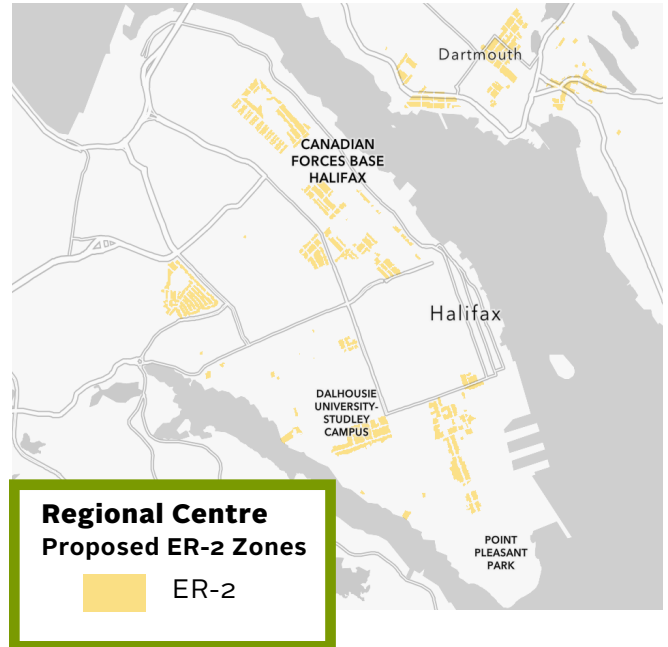 Dartmouth
CANADIAN
FORCES BASE
HALIFAX
Halifax
DALHOUSIE
UNIVERSITY-
STUDLEY
CAMPUS
POINT
PLEASANT
PARK
Regional Centre
Proposed ER-2 Zones
ER-2